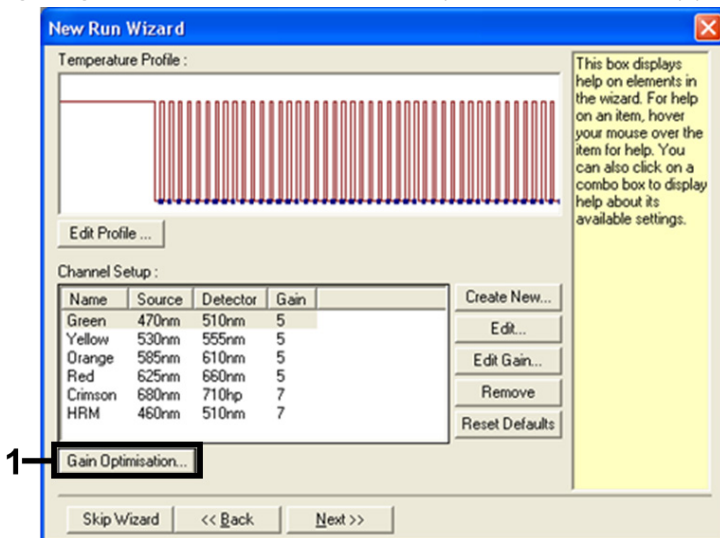 New Run Wizard
Temperature Profile :
This box displays
help on elements in
the wizard. For help
on an item, hover
your mouse over the
item for help. You
can also click on a
combo box to display
help about its
available settings.
Edit Profile ...
Channel Setup :
Name Source Detector Gain
Green 470nm 510nm 5
Yellow 530nm 555nm 5
Orange 585nm 610nm 5
Red 625nm 660nm 5
Crimson 680nm 710hp 7
HRM 460nm 510nm 7
Create New...
Edit...
Edit Gain...
Remove
Reset Defaults
1
Gain Optimisation...
Skip Wizard << Back Next >>